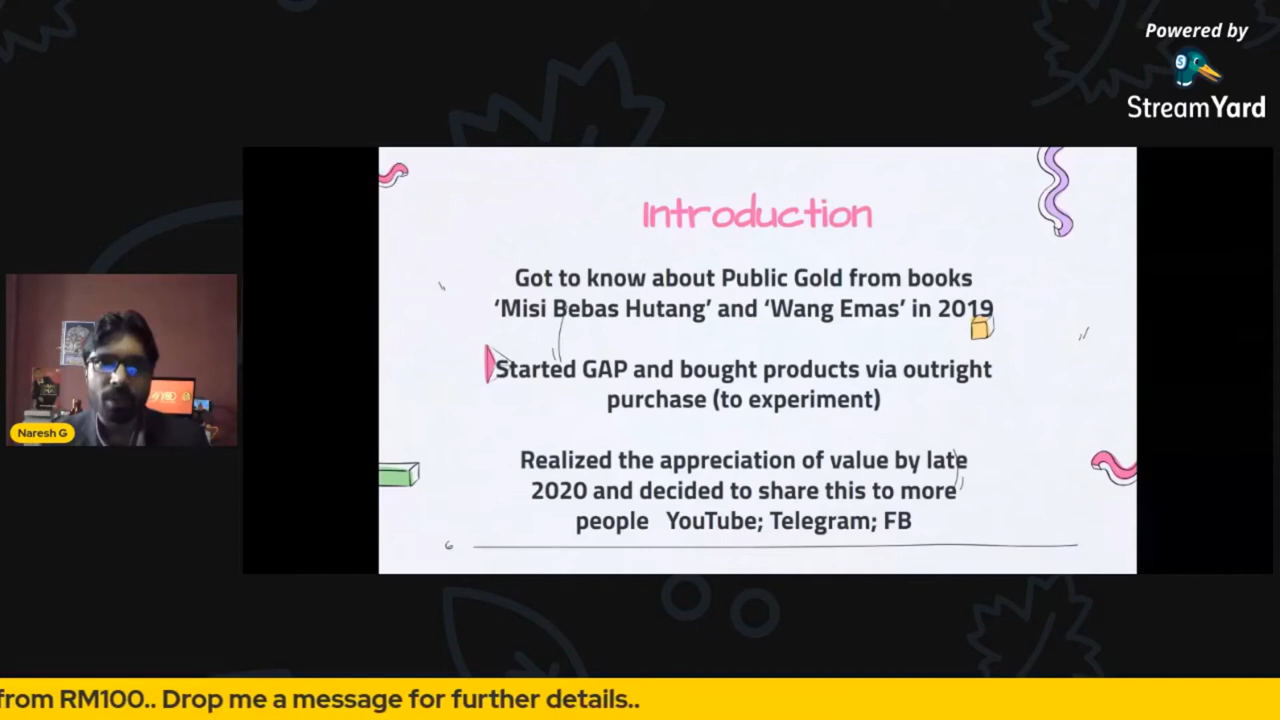 Powered by
StreamYard
Introduction
Got to know about Public Gold from books
‘Misi Bebas Hutang’ and ‘Wang Emas’ in 2019
Started GAP and bought products via outright
purchase (to experiment)
Realized the appreciation of value by late
2020 and decided to share this to more
people YouTube; Telegram; FB
6
Naresh G
from RM100.. Drop me a message for further details..